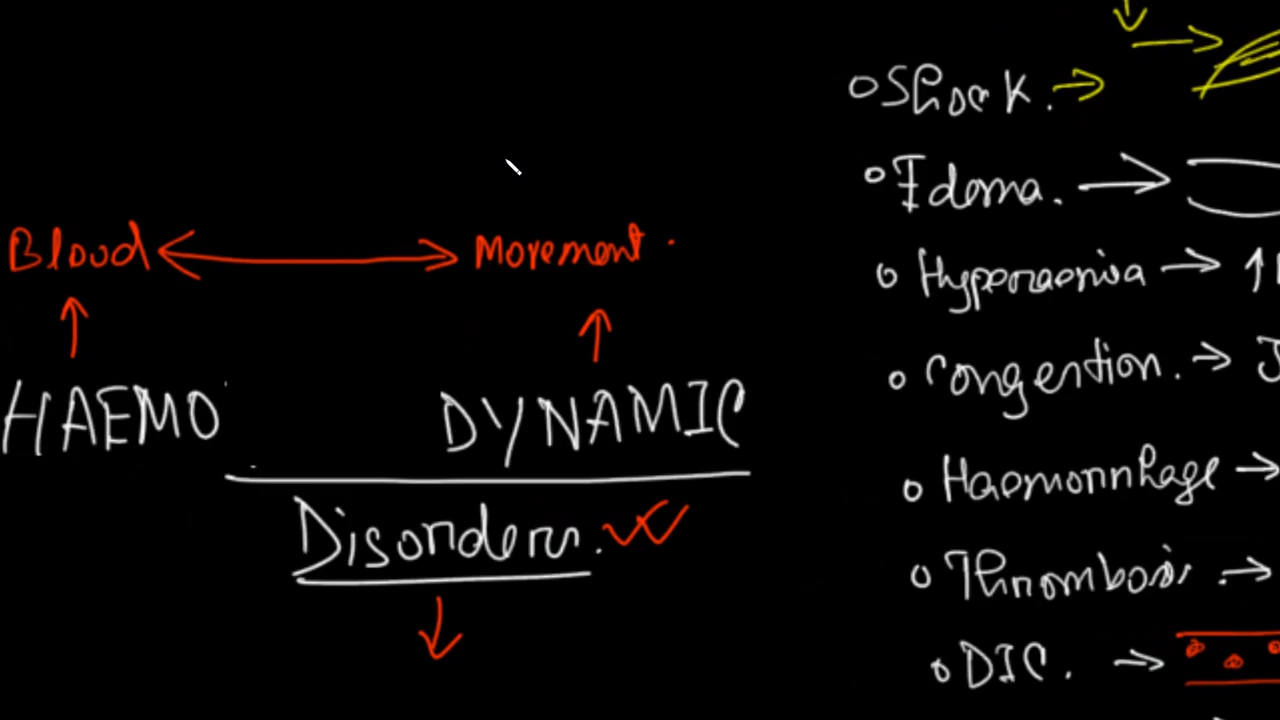 Blood ↔ Movement.
HAEMO DYNAMIC
Disorders.
Shock. →
Edema. →
Hyperaemia → ↑
Congestion. →
Haemorrhage →
Thrombosis. →
DIC. →